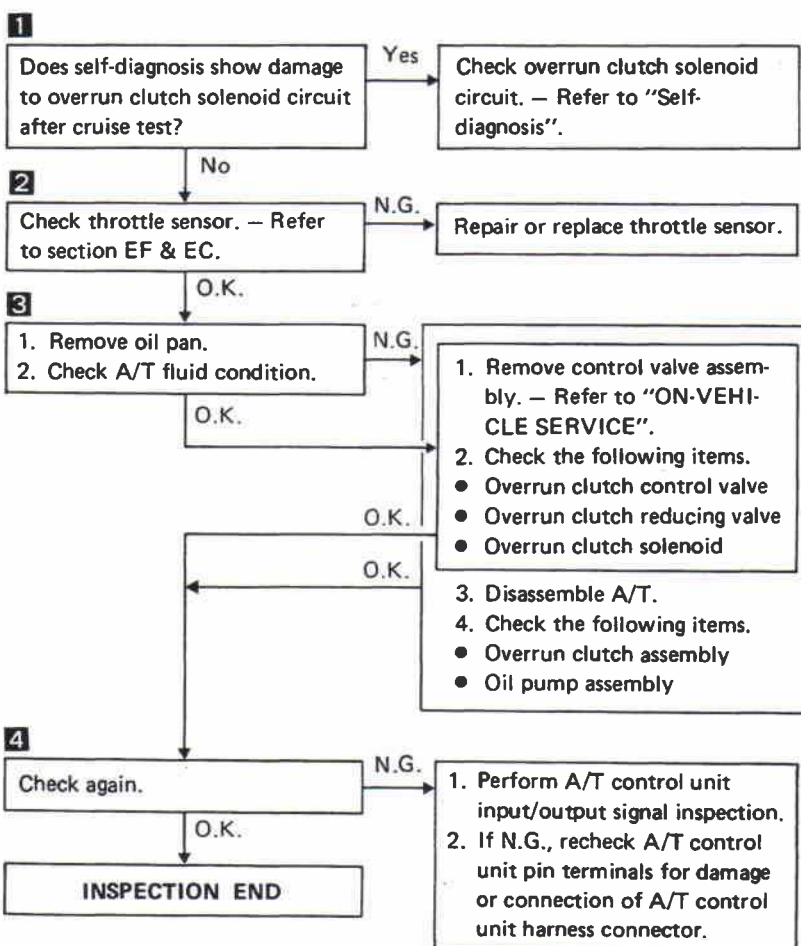 1
Does self-diagnosis show damage
to overrun clutch solenoid circuit
after cruise test?
Yes
Check overrun clutch solenoid
circuit. — Refer to "Self-
diagnosis".
No
2
Check throttle sensor. — Refer
to section EF & EC.
N.G.
Repair or replace throttle sensor.
O.K.
3
1. Remove oil pan.
2. Check A/T fluid condition.
N.G.
O.K.
1. Remove control valve assem-
bly. — Refer to "ON-VEHI-
CLE SERVICE".
2. Check the following items.
● Overrun clutch control valve
● Overrun clutch reducing valve
● Overrun clutch solenoid
O.K.
O.K.
3. Disassemble A/T.
4. Check the following items.
● Overrun clutch assembly
● Oil pump assembly
4
Check again.
N.G.
1. Perform A/T control unit
input/output signal inspection.
2. If N.G., recheck A/T control
unit pin terminals for damage
or connection of A/T control
unit harness connector.
O.K.
INSPECTION END